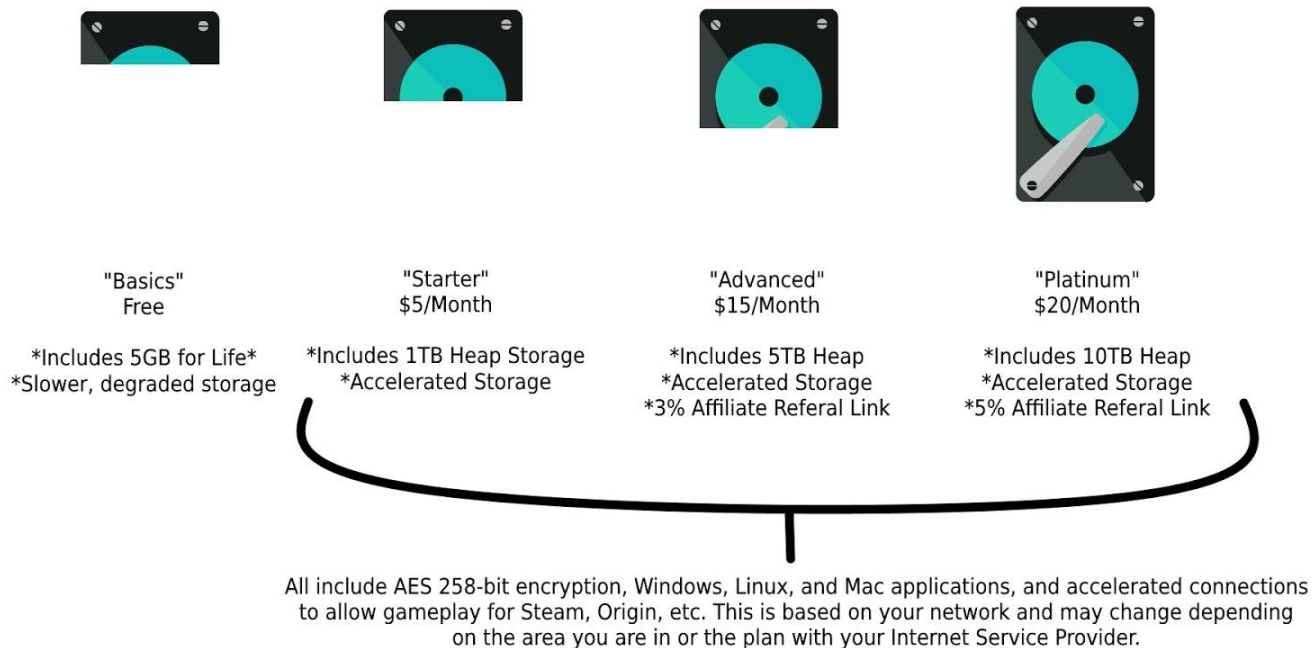 "Basics"
Free
*Includes 5GB for Life*
*Slower, degraded storage
"Starter"
$5/Month
*Includes 1TB Heap Storage
*Accelerated Storage
"Advanced"
$15/Month
*Includes 5TB Heap
*Accelerated Storage
*3% Affiliate Referal Link
"Platinum"
$20/Month
*Includes 10TB Heap
*Accelerated Storage
*5% Affiliate Referal Link
All include AES 258-bit encryption, Windows, Linux, and Mac applications, and accelerated connections
to allow gameplay for Steam, Origin, etc. This is based on your network and may change depending
on the area you are in or the plan with your Internet Service Provider.